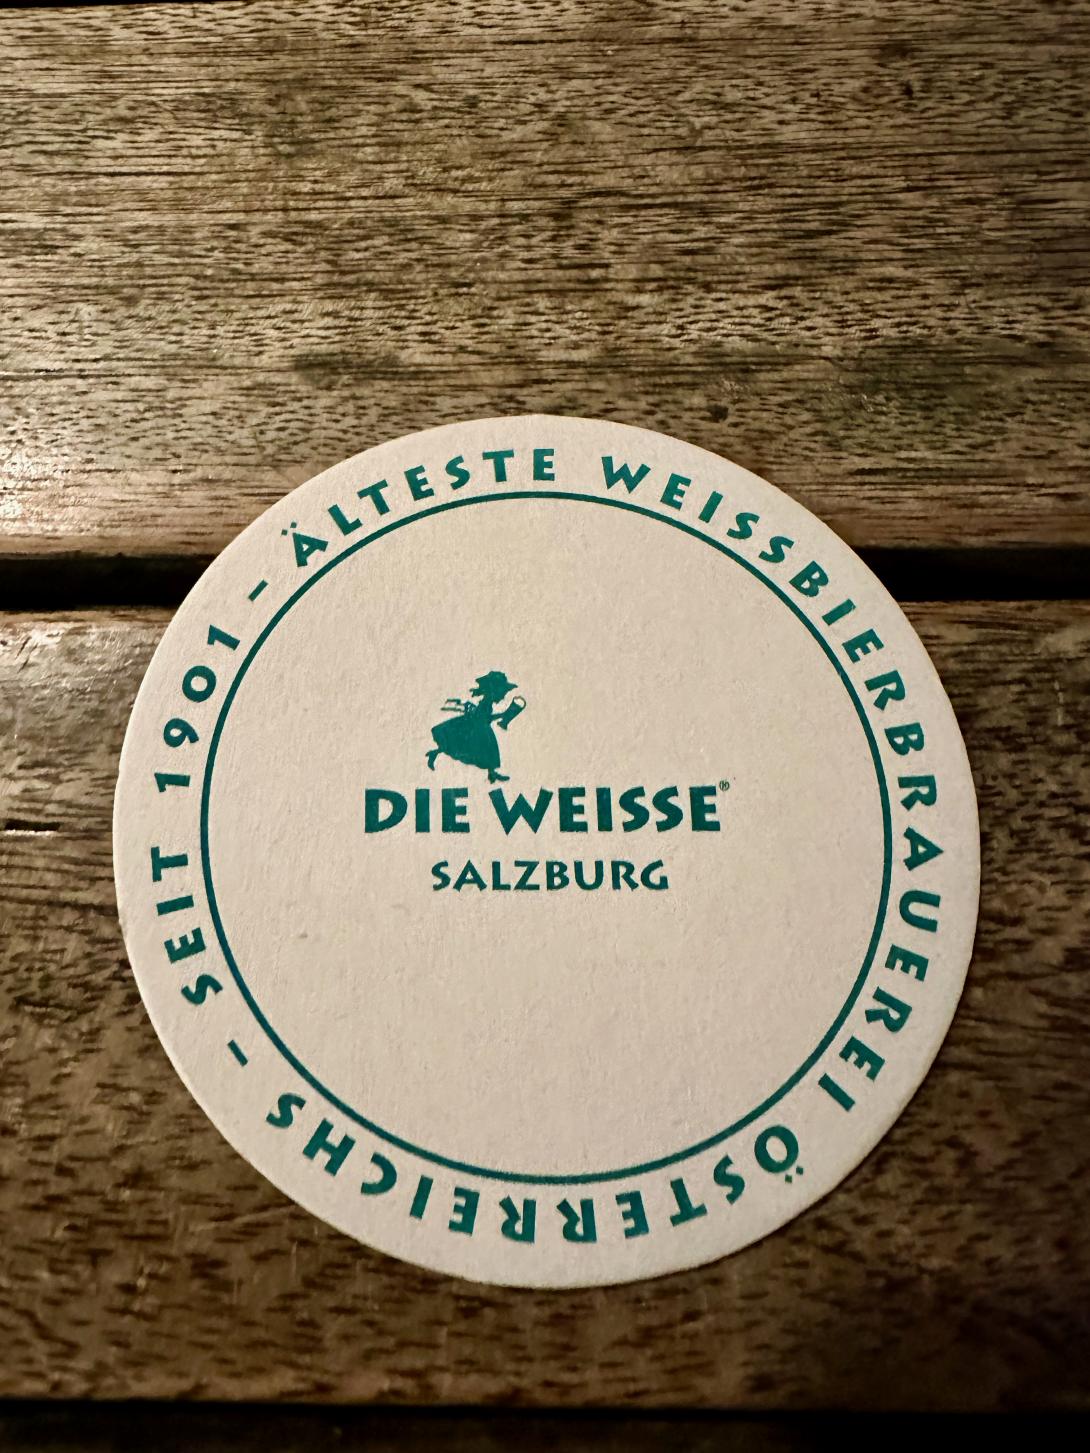 ÄLTESTE WEISSBIERBRAUEREI ÖSTERREICHS - SEIT 1901 -
DIE WEISSE®
SALZBURG